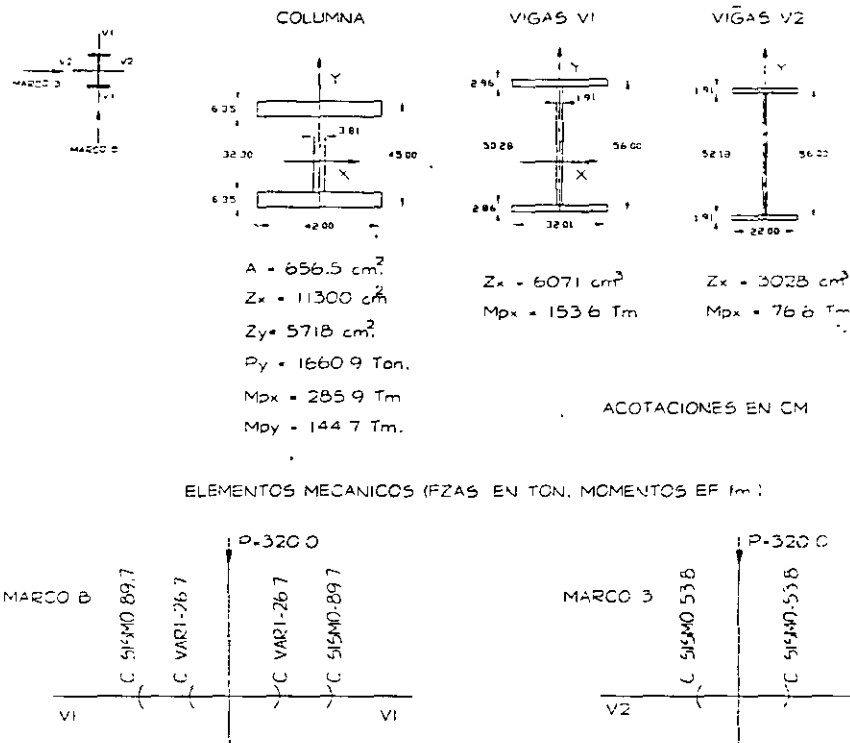 COLUMNA
VIGAS V1
VIGAS V2
V1
V2
V2
V1
MARCO 3
MARCO B
Y
X
6.35
3.81
32.30
45.00
6.35
42.00
Y
X
2.96
1.91
50.28
56.00
2.86
32.01
Y
1.91
52.18
56.00
1.91
22.00
A = 656.5 cm²
Zx = 11300 cm²
Zy = 5718 cm²
Py = 1660.9 Ton.
Mpx = 285.9 Tm
Mpy = 144.7 Tm.
Zx = 6071 cm³
Mpx = 153.6 Tm
Zx = 3028 cm³
Mpx = 76.6 Tm
ACOTACIONES EN CM
ELEMENTOS MECANICOS (FZAS EN TON, MOMENTOS EF Tm)
MARCO B
P=320.0
C SISMO 89.7
C VART-26.7
C VART-26.7
C SISMO-89.7
V1
V1
MARCO 3
P=320.0
C SISMO 53.8
C SISMO-53.8
V2